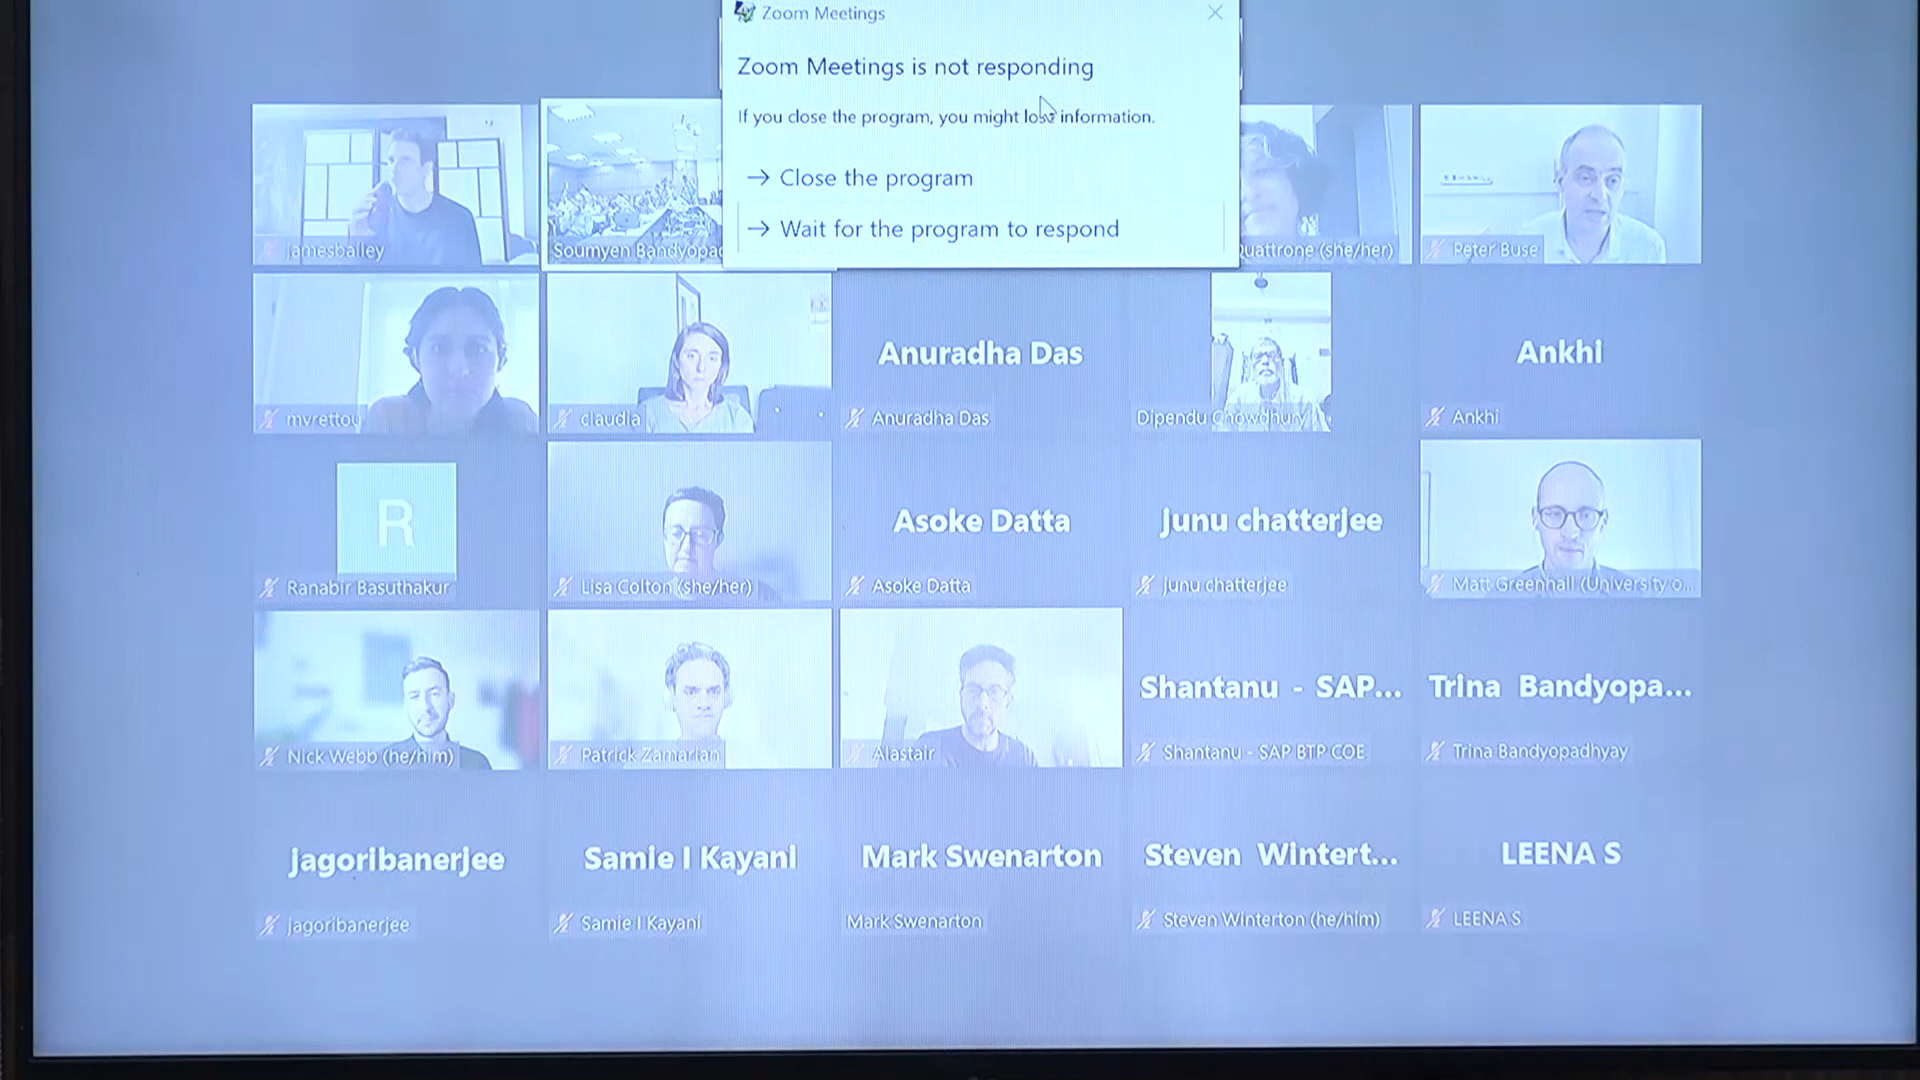 Zoom Meetings
Zoom Meetings is not responding
If you close the program, you might lose information.
→ Close the program
→ Wait for the program to respond
jamesbailey
Soumyen Bandyopa
uattrone (she/her)
Peter Buse
mvrettou
claudia
Anuradha Das
Anuradha Das
Dipendu Chowdhury
Ankhi
Ankhi
R
Ranabir Basuthakur
Lisa Colton (she/her)
Asoke Datta
Asoke Datta
junu chatterjee
junu chatterjee
Matt Greenhall (University o...
Nick Webb (he/him)
Patrick Zamarian
Alastair
Shantanu - SAP...
Shantanu - SAP BTP COE
Trina Bandyopa...
Trina Bandyopadhyay
jagoribanerjee
jagoribanerjee
Samie I Kayani
Samie I Kayani
Mark Swenarton
Mark Swenarton
Steven Wintert...
Steven Winterton (he/him)
LEENA S
LEENA S